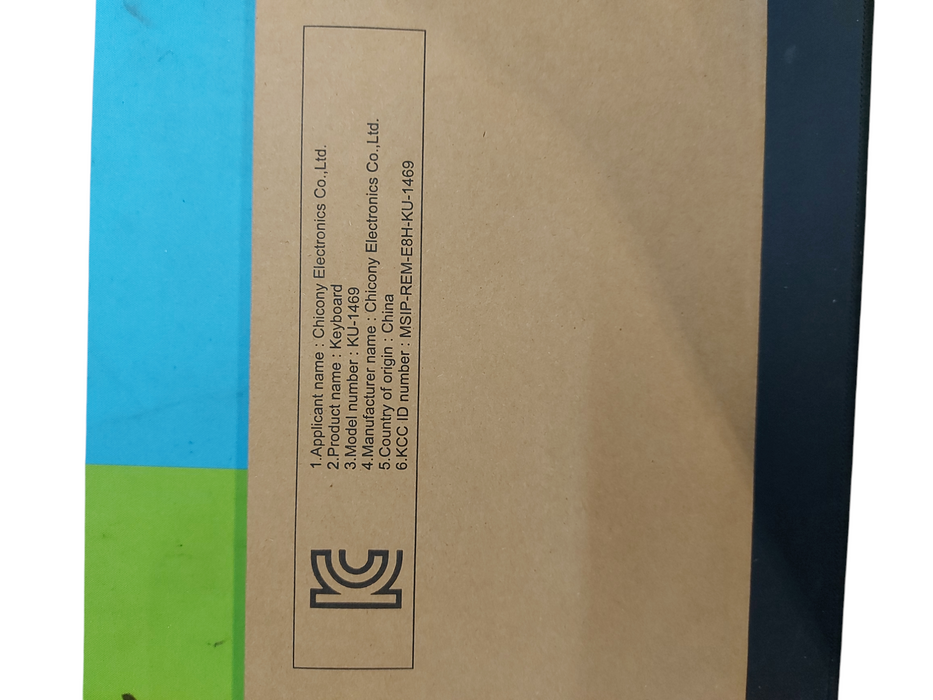 KC
1.Applicant name : Chicony Electronics Co.,Ltd.
2.Product name : Keyboard
3.Model number : KU-1469
4.Manufacturer name : Chicony Electronics Co.,Ltd.
5.Country of origin : China
6.KCC ID number : MSIP-REM-E8H-KU-1469